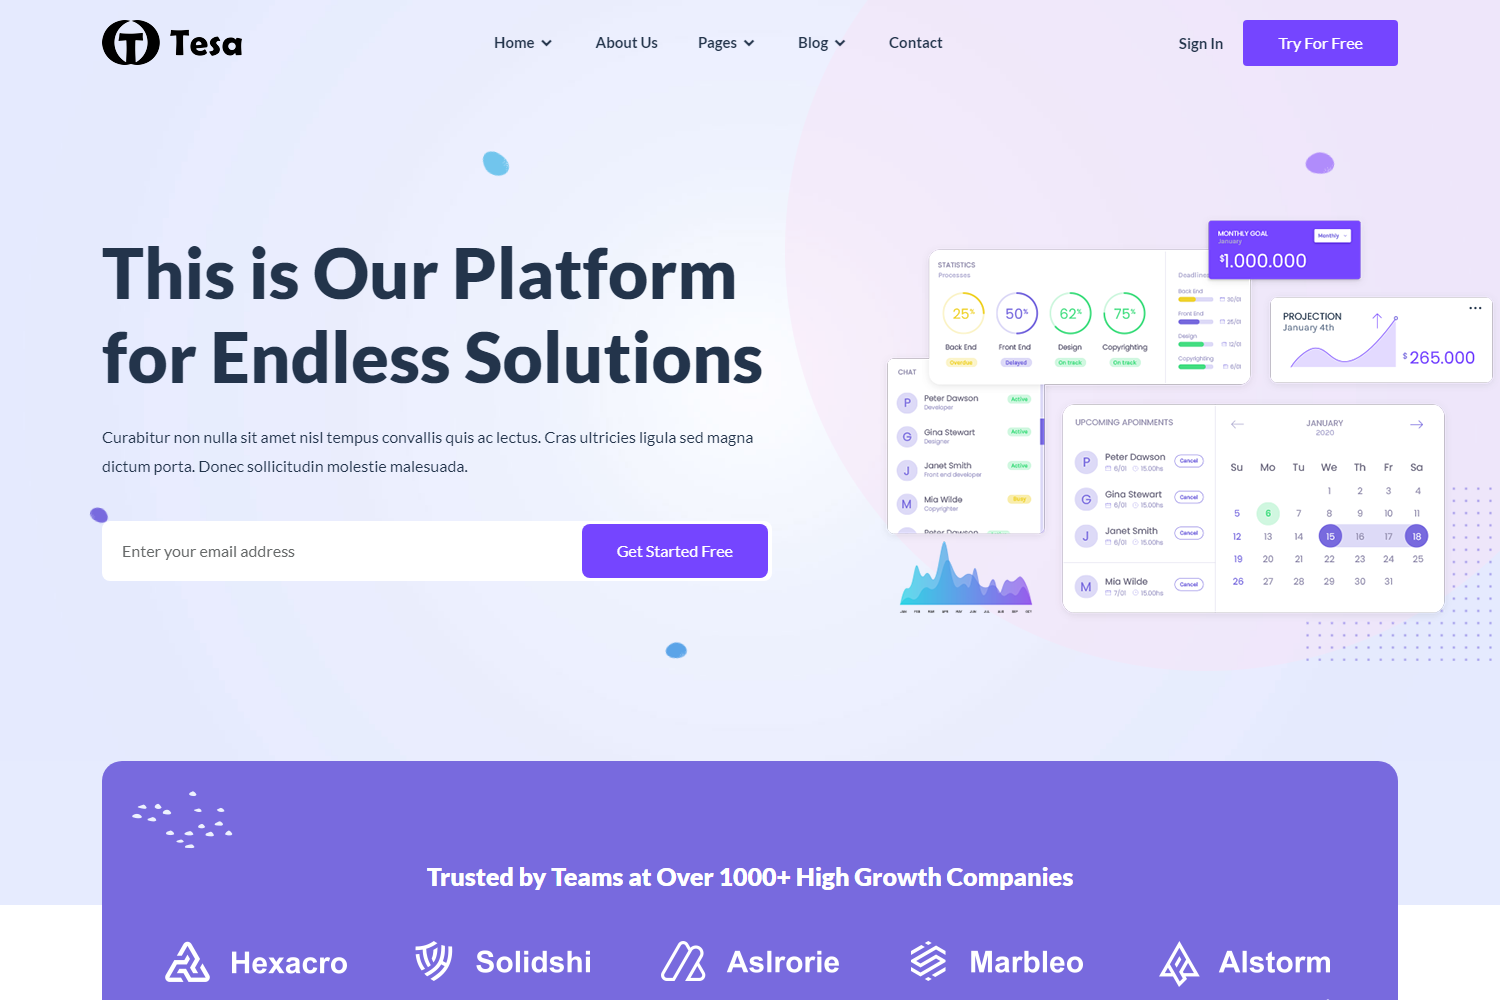 Tesa
Home
About Us
Pages
Blog
Contact
Sign In
Try For Free
This is Our Platform
for Endless Solutions
Curabitur non nulla sit amet nisl tempus convallis quis ac lectus. Cras ultricies ligula sed magna
dictum porta. Donec sollicitudin molestie malesuada.
Enter your email address
Get Started Free
MONTHLY GOAL
January
Monthly
$1.000.000
STATISTICS
Processes
25%
50%
62%
75%
Back End
Front End
Design
Copyrighting
Overdue
Delayed
On track
On track
Deadlines
Back End
30/01
Front End
25/01
Design
12/01
Copyrighting
8/01
PROJECTION
January 4th
$265.000
CHAT
P
Peter Dawson
Developer
Active
G
Gina Stewart
Designer
Active
J
Janet Smith
Front end developer
Active
M
Mia Wilde
Copyrighter
Busy
Peter Dawson
UPCOMING APOINMENTS
P
Peter Dawson
6/01 15.00hs
Cancel
G
Gina Stewart
6/01 15.00hs
Cancel
J
Janet Smith
6/01 15.00hs
Cancel
M
Mia Wilde
7/01 15.00hs
Cancel
JANUARY
2020
Su Mo Tu We Th Fr Sa
1 2 3 4
5 6 7 8 9 10 11
12 13 14 15 16 17 18
19 20 21 22 23 24 25
26 27 28 29 30 31
Trusted by Teams at Over 1000+ High Growth Companies
Hexacro
Solidshi
Aslrorie
Marbleo
Alstorm